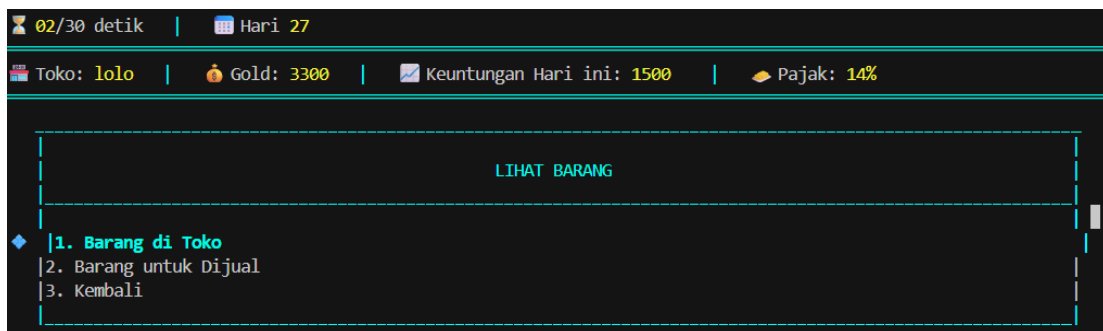 02/30 detik | Hari 27
Toko: lolo | Gold: 3300 | Keuntungan Hari ini: 1500 | Pajak: 14%
LIHAT BARANG
|1. Barang di Toko |
|2. Barang untuk Dijual |
|3. Kembali |